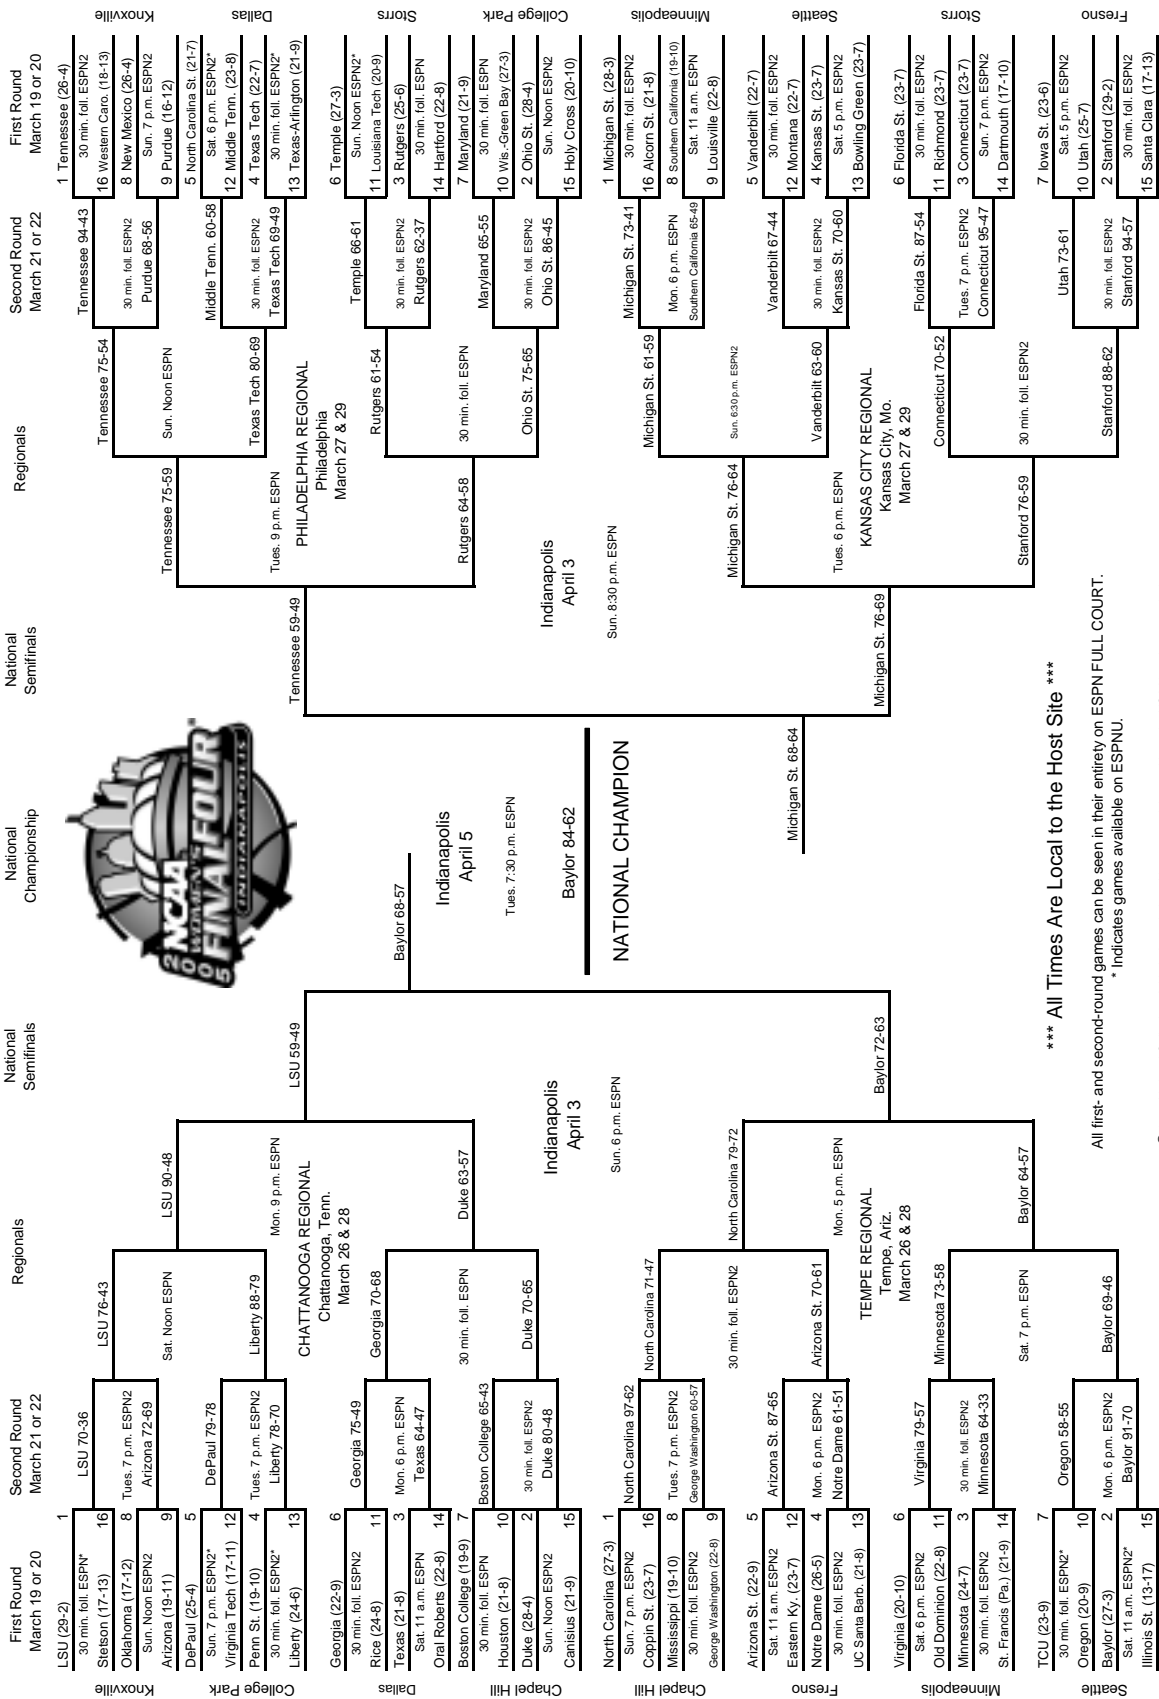 First Round
March 19 or 20
Second Round
March 21 or 22
Regionals
National
Semifinals
National
Championship
National
Semifinals
Regionals
Second Round
March 21 or 22
First Round
March 19 or 20
LSU (29-2) 1
30 min. foll. ESPN*
Stetson (17-13) 16
Oklahoma (17-12) 8
Sun. Noon ESPN2
Arizona (19-11) 9
DePaul (25-4) 5
Sun. 7 p.m. ESPN2*
Virginia Tech (17-11) 12
Penn St. (19-10) 4
30 min. foll. ESPN2*
Liberty (24-6) 13
Georgia (22-9) 6
30 min. foll. ESPN2
Rice (24-8) 11
Texas (21-8) 3
Sat. 11 a.m. ESPN
Oral Roberts (22-8) 14
Boston College (19-9) 7
30 min. foll. ESPN
Houston (21-8) 10
Duke (28-4) 2
Sun. Noon ESPN2
Canisius (21-9) 15
North Carolina (27-3) 1
Sun. 7 p.m. ESPN2
Coppin St. (23-7) 16
Mississippi (19-10) 8
30 min. foll. ESPN2
George Washington (22-8) 9
Arizona St. (22-9) 5
Sat. 11 a.m. ESPN2
Eastern Ky. (23-7) 12
Notre Dame (26-5) 4
30 min. foll. ESPN2
UC Santa Barb. (21-8) 13
Virginia (20-10) 6
Sat. 6 p.m. ESPN2
Old Dominion (22-8) 11
Minnesota (24-7) 3
30 min. foll. ESPN2
St. Francis (Pa.) (21-9) 14
TCU (23-9) 7
30 min. foll. ESPN2*
Oregon (20-9) 10
Baylor (27-3) 2
Sat. 11 a.m. ESPN2*
Illinois St. (13-17) 15
Knoxville
College Park
Dallas
Chapel Hill
Chapel Hill
Fresno
Minneapolis
Seattle
LSU 70-36
Tues. 7 p.m. ESPN2
Arizona 72-69
DePaul 79-78
Tues. 7 p.m. ESPN2
Liberty 78-70
Georgia 75-49
Mon. 6 p.m. ESPN
Texas 64-47
Boston College 65-43
30 min. foll. ESPN2
Duke 80-48
North Carolina 97-62
Tues. 7 p.m. ESPN2
George Washington 60-57
Arizona St. 87-65
Mon. 6 p.m. ESPN2
Notre Dame 61-51
Virginia 79-57
30 min. foll. ESPN2
Minnesota 64-33
Oregon 58-55
Mon. 6 p.m. ESPN2
Baylor 91-70
LSU 76-43
Sat. Noon ESPN
Liberty 88-79
CHATTANOOGA REGIONAL
Chattanooga, Tenn.
March 26 & 28
Georgia 70-68
30 min. foll. ESPN
Duke 70-65
North Carolina 71-47
30 min. foll. ESPN2
Arizona St. 70-61
TEMPE REGIONAL
Tempe, Ariz.
March 26 & 28
Minnesota 73-58
Sat. 7 p.m ESPN
Baylor 69-46
LSU 90-48
Mon. 9 p.m. ESPN
Duke 63-57
North Carolina 79-72
Mon. 5 p.m. ESPN
Baylor 64-57
LSU 59-49
Indianapolis
April 3
Sun. 6 p.m. ESPN
Baylor 72-63
2005 NCAA
WOMEN'S
FINAL FOUR
INDIANAPOLIS
Baylor 68-57
Indianapolis
April 5
Tues. 7:30 p.m. ESPN
Baylor 84-62
NATIONAL CHAMPION
Michigan St. 68-64
Tennessee 59-49
Indianapolis
April 3
Sun. 8:30 p.m. ESPN
Michigan St. 76-69
Tennessee 75-59
Tues. 9 p.m. ESPN
Rutgers 64-58
Michigan St. 76-64
Tues. 6 p.m. ESPN
Stanford 76-59
Tennessee 75-54
Sun. Noon ESPN
Texas Tech 80-69
PHILADELPHIA REGIONAL
Philadelphia
March 27 & 29
Rutgers 61-54
30 min. foll. ESPN
Ohio St. 75-65
Michigan St. 61-59
Sun. 6:30 p.m. ESPN2
Vanderbilt 63-60
KANSAS CITY REGIONAL
Kansas City, Mo.
March 27 & 29
Connecticut 70-52
30 min. foll. ESPN2
Stanford 88-62
Tennessee 94-43
30 min. foll. ESPN2
Purdue 68-56
Middle Tenn. 60-58
30 min. foll. ESPN2
Texas Tech 69-49
Temple 66-61
30 min. foll. ESPN2
Rutgers 62-37
Maryland 65-55
30 min. foll. ESPN2
Ohio St. 86-45
Michigan St. 73-41
Mon. 6 p.m. ESPN
Southern California 65-49
Vanderbilt 67-44
30 min. foll. ESPN2
Kansas St. 70-60
Florida St. 87-54
Tues. 7 p.m. ESPN2
Connecticut 95-47
Utah 73-61
30 min. foll. ESPN2
Stanford 94-57
1 Tennessee (26-4)
30 min. foll. ESPN2
16 Western Caro. (18-13)
8 New Mexico (26-4)
Sun. 7 p.m. ESPN2
9 Purdue (16-12)
5 North Carolina St. (21-7)
Sat. 6 p.m. ESPN2*
12 Middle Tenn. (23-8)
4 Texas Tech (22-7)
30 min. foll. ESPN2*
13 Texas-Arlington (21-9)
6 Temple (27-3)
Sun. Noon ESPN2*
11 Louisiana Tech (20-9)
3 Rutgers (25-6)
30 min. foll. ESPN
14 Hartford (22-8)
7 Maryland (21-9)
30 min. foll. ESPN
10 Wis.-Green Bay (27-3)
2 Ohio St. (28-4)
Sun. Noon ESPN2
15 Holy Cross (20-10)
1 Michigan St. (28-3)
30 min. foll. ESPN2
16 Alcorn St. (21-8)
8 Southern California (19-10)
Sat. 11 a.m. ESPN
9 Louisville (22-8)
5 Vanderbilt (22-7)
30 min. foll. ESPN2
12 Montana (22-7)
4 Kansas St. (23-7)
Sat. 5 p.m. ESPN2
13 Bowling Green (23-7)
6 Florida St. (23-7)
30 min. foll. ESPN2
11 Richmond (23-7)
3 Connecticut (23-7)
Sun. 7 p.m. ESPN2
14 Dartmouth (17-10)
7 Iowa St. (23-6)
Sat. 5 p.m. ESPN2
10 Utah (25-7)
2 Stanford (29-2)
30 min. foll. ESPN2
15 Santa Clara (17-13)
Knoxville
Dallas
Storrs
College Park
Minneapolis
Seattle
Storrs
Fresno
*** All Times Are Local to the Host Site ***
All first- and second-round games can be seen in their entirety on ESPN FULL COURT.
* Indicates games available on ESPNU.